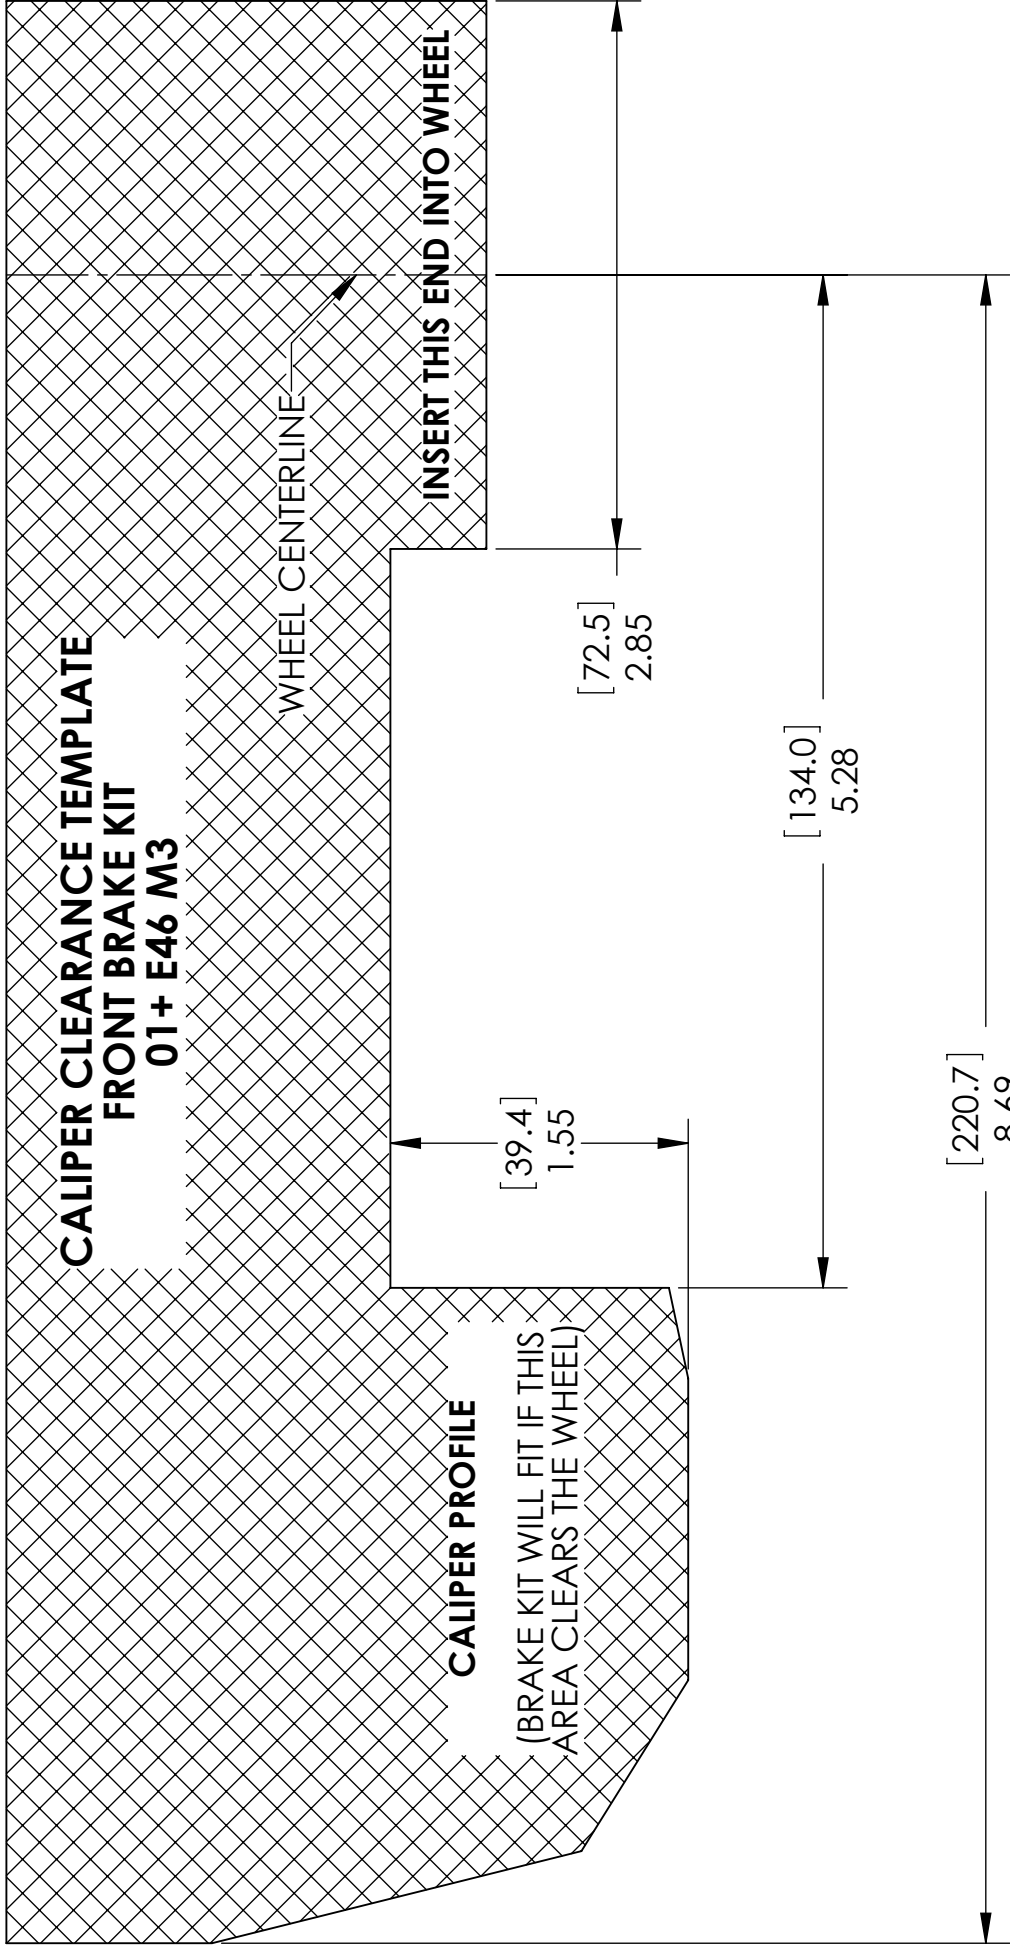 CALIPER CLEARANCE TEMPLATE
FRONT BRAKE KIT
01+ E46 M3
WHEEL CENTERLINE
INSERT THIS END INTO WHEEL
CALIPER PROFILE
(BRAKE KIT WILL FIT IF THIS
AREA CLEARS THE WHEEL)
[39.4]
1.55
[72.5]
2.85
[134.0]
5.28
[220.7]
8.69